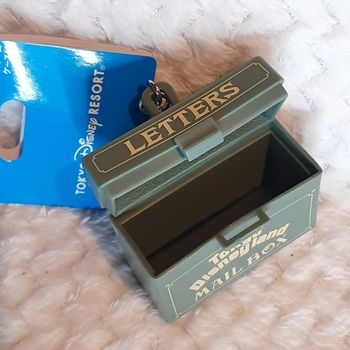 TOKYO Disney RESORT®
LETTERS
TOKYO
Disneyland
MAIL BOX